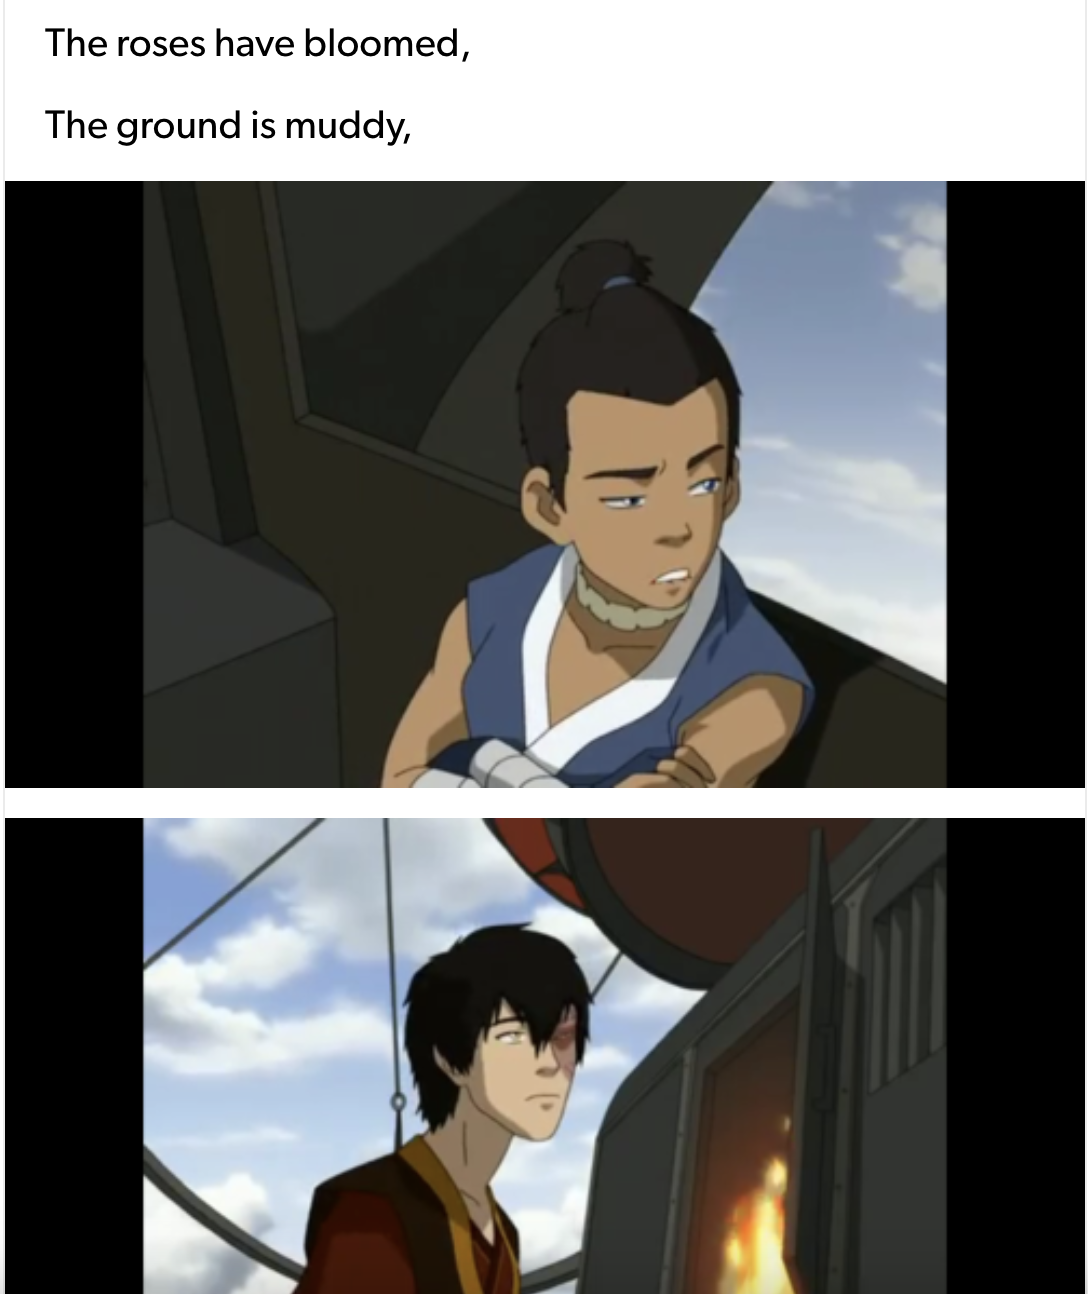 The roses have bloomed,
The ground is muddy,